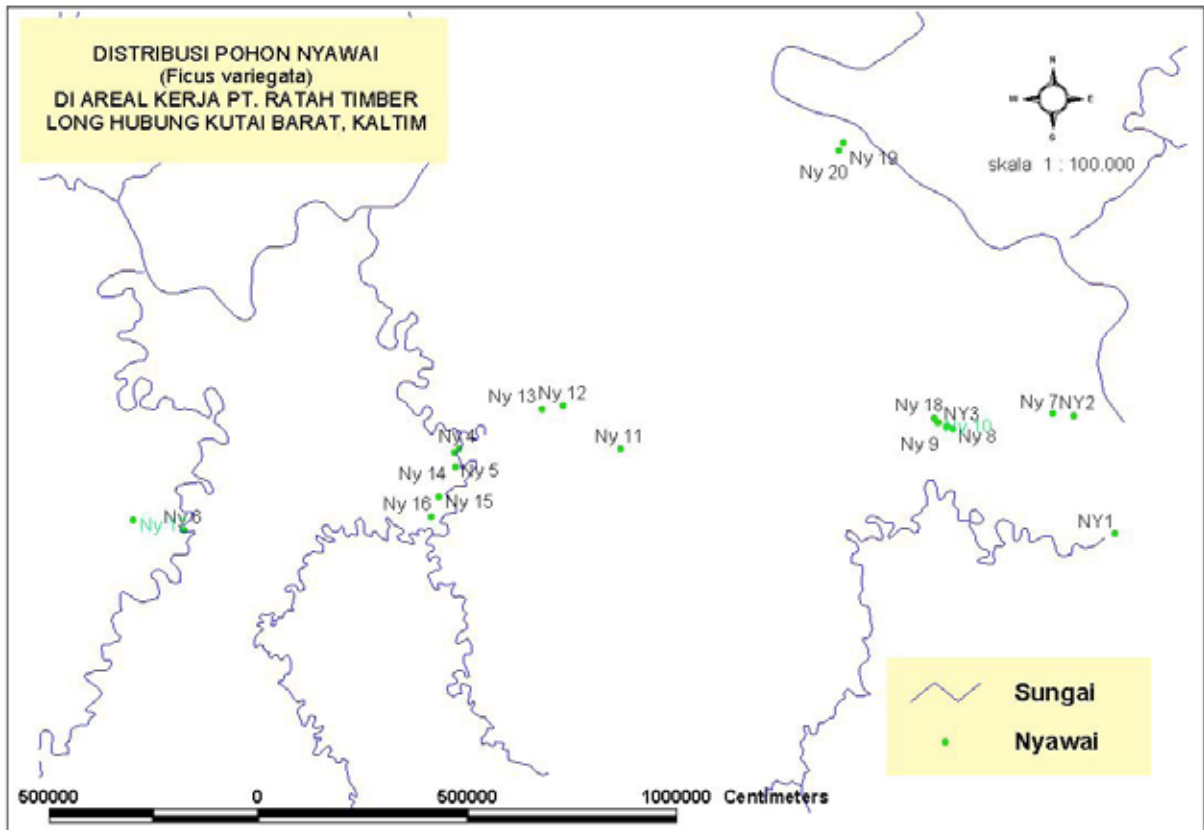 DISTRIBUSI POHON NYAWAI
(Ficus variegata)
DI AREAL KERJA PT. RATAH TIMBER
LONG HUBUNG KUTAI BARAT, KALTIM
N
W
E
S
skala 1 : 100.000
Ny 19
Ny 20
Ny 13
Ny 12
Ny 18
NY3
Ny 7
NY2
Ny 4
Ny 11
Ny 9
Ny 8
Ny 14
Ny 5
Ny 16
Ny 15
Ny 6
NY1
Sungai
Nyawai
500000 0 500000 1000000 Centimeters